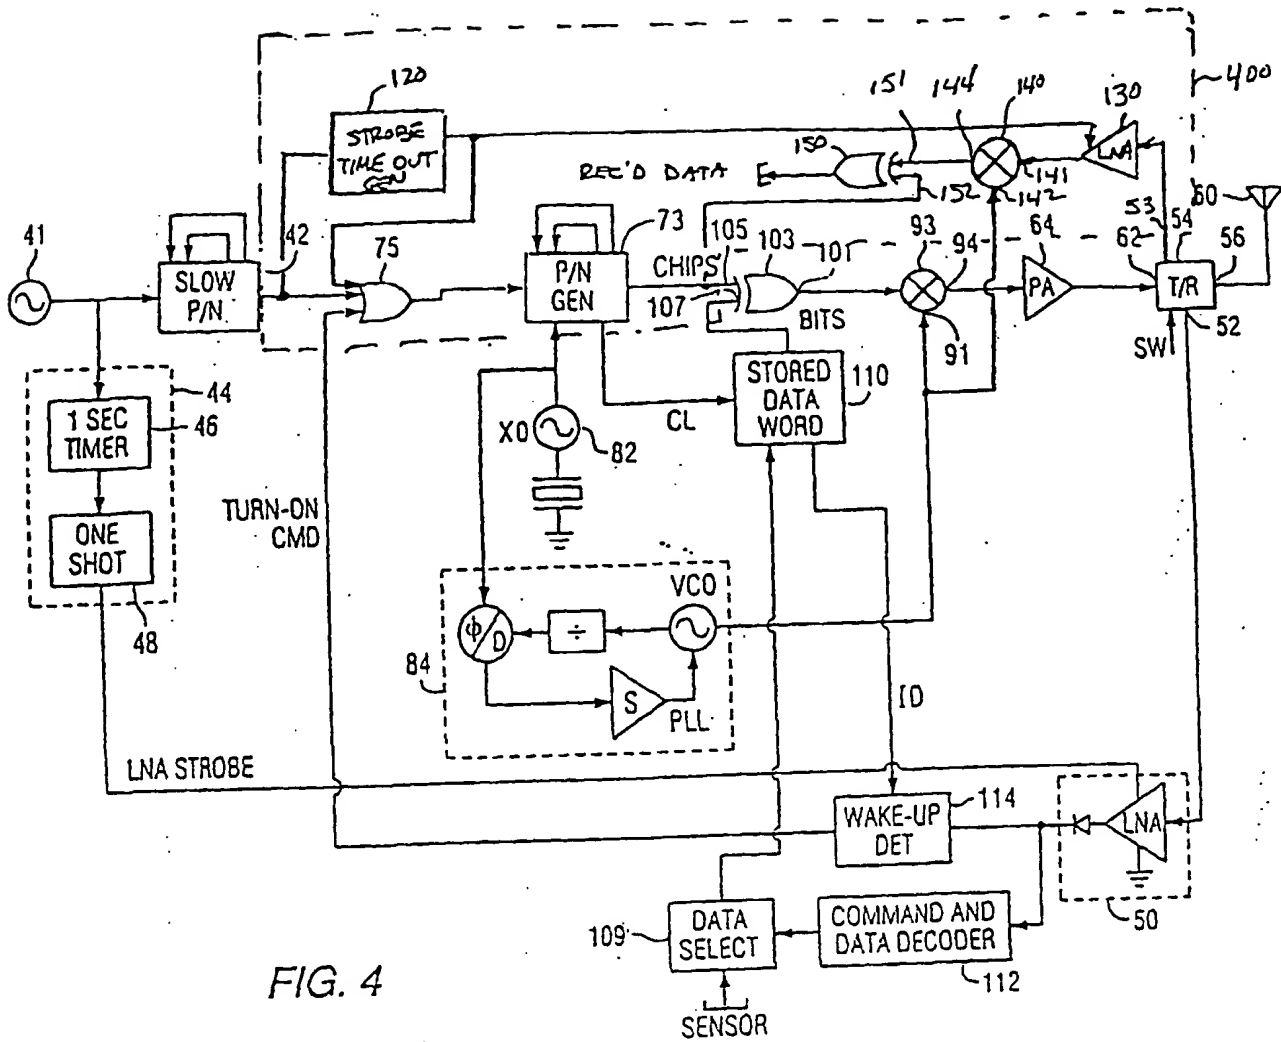 400
120
STROBE
TIME OUT
GEN
151
144
140
130
LNA
150
REC'D DATA
152
141
142
53
54
60
41
SLOW
P/N
42
75
P/N
GEN
73
CHIPS
105
103
107
101
BITS
93
94
91
64
PA
62
T/R
56
52
SW
44
1 SEC
TIMER
46
ONE
SHOT
48
TURN-ON
CMD
X0
82
CL
STORED
DATA
WORD
110
84
Φ/D
÷
VCO
S
PLL
ID
LNA STROBE
WAKE-UP
DET
114
LNA
50
109
DATA
SELECT
COMMAND AND
DATA DECODER
112
SENSOR
FIG. 4